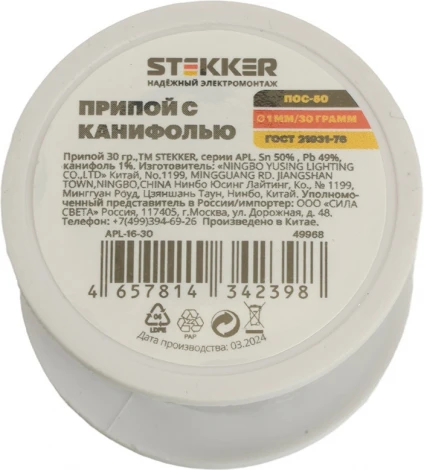 STEKKER
НАДЁЖНЫЙ ЭЛЕКТРОМОНТАЖ
ПРИПОЙ С
КАНИФОЛЬЮ
ПОС-50
Ø 1 ММ/30 ГРАММ
ГОСТ 21931-76
Припой 30 гр.,ТМ STEKKER, серии APL. Sn 50% , Pb 49%,
канифоль 1%. Изготовитель: «NINGBO YUSING LIGHTING
CO.,LTD» Китай, No.1199, MINGGUANG RD. JIANGSHAN
TOWN,NINGBO,CHINA Нинбо Юсинг Лайтинг, Ко., № 1199,
Минггуан Роуд, Цзяншань Таун, Нинбо, Китай. Уполномо-
ченный представитель в России/импортер: ООО «СИЛА
СВЕТА» Россия, 117405, г.Москва, ул. Дорожная, д. 48.
Телефон: +7(499)394-69-26 Произведено в Китае.
APL-16-30 49968
4 657814 342398
04
LDPE
PAP
Дата производства: 03.2024